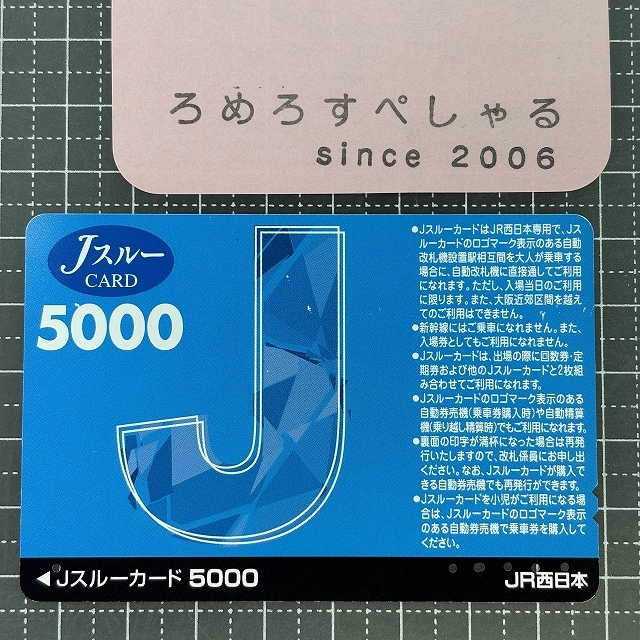 ろめろすぺしゃる
since 2006
Jスルー
CARD
5000
J
●JスルーカードはJR西日本専用で、Jス
ルーカードのロゴマーク表示のある自動
改札機設置駅相互間を大人が乗車する
場合に、自動改札機に直接通してご利用
になれます。ただし、入場当日のご利用
に限ります。また、大阪近郊区間を越え
てのご利用はできません。
●新幹線にはご乗車になれません。また、
入場券としてもご利用になれません。
●Jスルーカードは、出場の際に回数券・定
期券および他のJスルーカードと2枚組
み合わせてご利用になれます。
●Jスルーカードのロゴマーク表示のある
自動券売機(乗車券購入時)や自動精算
機(乗り越し精算時)でもご利用になれます。
●裏面の印字が満杯になった場合は再発
行いたしますので、改札係員にお申し出
ください。なお、Jスルーカードが購入で
きる自動券売機でも再発行ができます。
●Jスルーカードを小児がご利用になる場
合は、Jスルーカードのロゴマーク表示
のある自動券売機で乗車券を購入して
ください。
◀Jスルーカード 5000
JR西日本